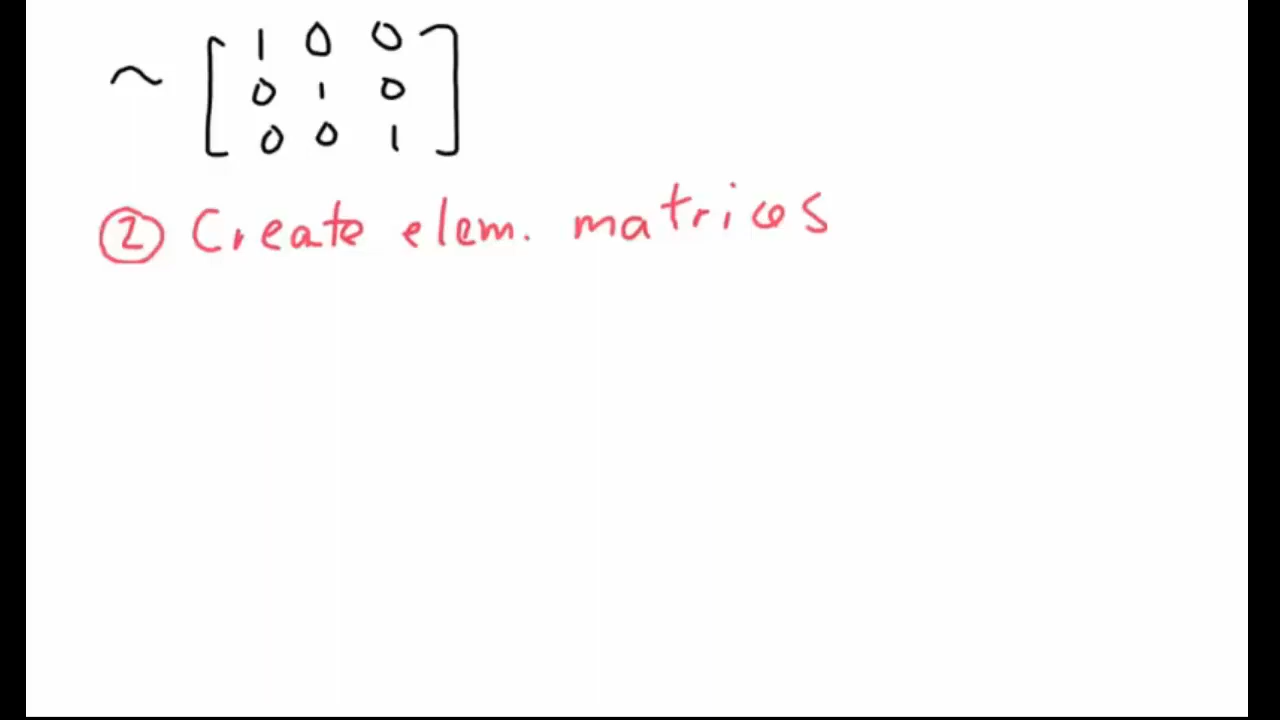 ~ [ 1 0 0 ]
0 1 0
0 0 1
② Create elem. matrices